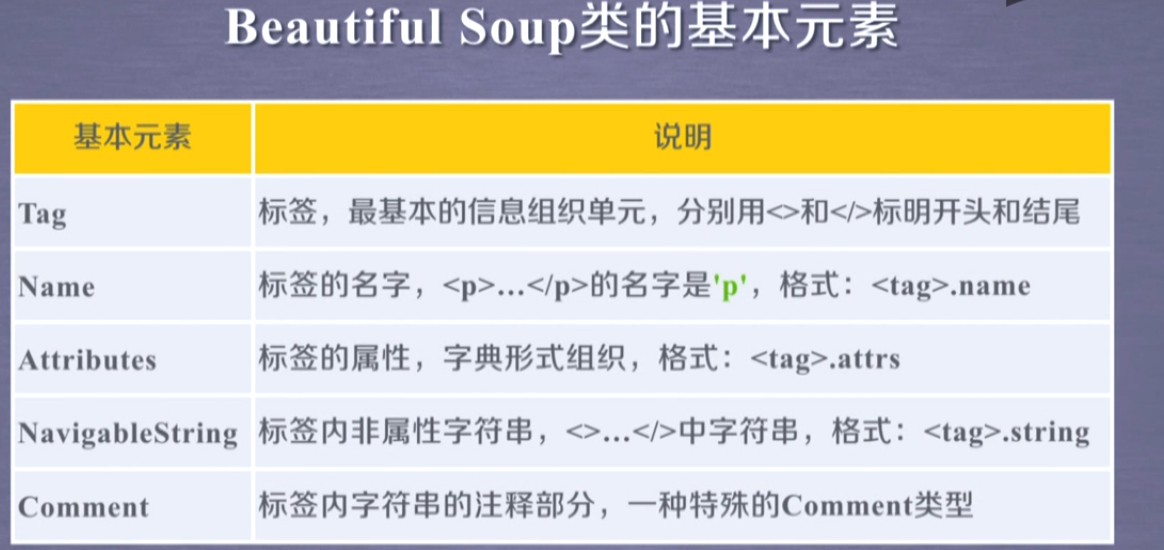 Beautiful Soup类的基本元素
基本元素 说明
Tag 标签，最基本的信息组织单元，分别用<>和</>标明开头和结尾
Name 标签的名字，<p>…</p>的名字是'p'，格式：<tag>.name
Attributes 标签的属性，字典形式组织，格式：<tag>.attrs
NavigableString 标签内非属性字符串，<>…</>中字符串，格式：<tag>.string
Comment 标签内字符串的注释部分，一种特殊的Comment类型